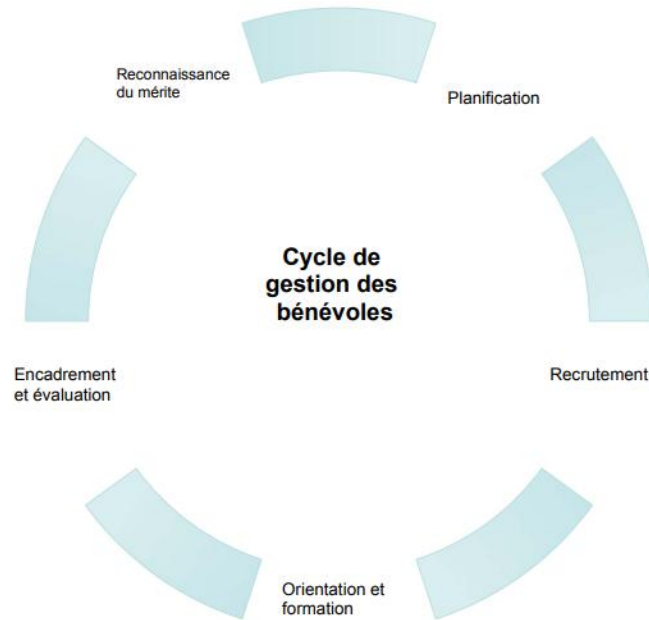 Reconnaissance
du mérite
Planification
Cycle de
gestion des
bénévoles
Encadrement
et évaluation
Recrutement
Orientation et
formation